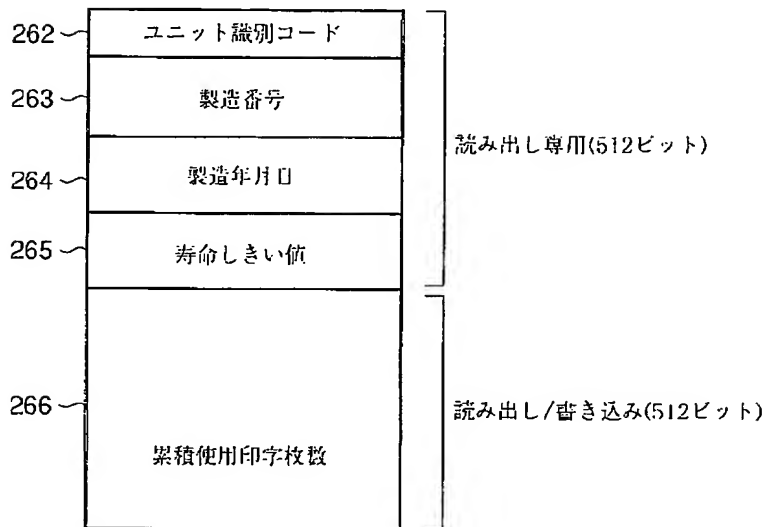 262
ユニット識別コード
263
製造番号
読み出し専用(512ビット)
264
製造年月日
265
寿命しきい値
266
読み出し/書き込み(512ビット)
累積使用印字枚数